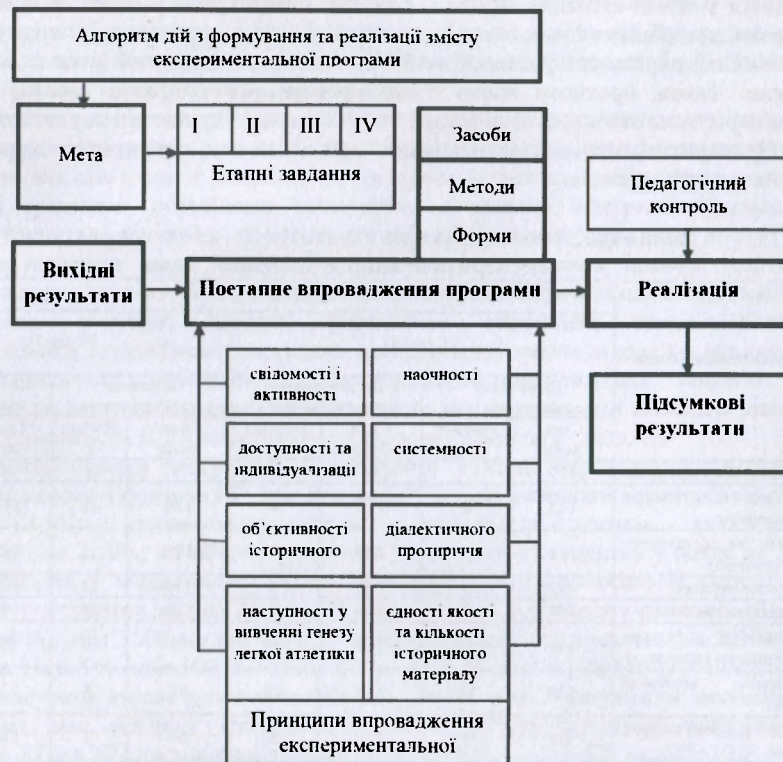 Алгоритм дій з формування та реалізації змісту
експериментальної програми
Мета
I II III IV
Етапні завдання
Засоби
Методи
Форми
Педагогічний
контроль
Вихідні
результати
Поетапне впровадження програми
Реалізація
Підсумкові
результати
свідомості і
активності
наочності
доступності та
індивідуалізації
системності
об’єктивності
історичного
діалектичного
протиріччя
наступності у
вивченні генезу
легкої атлетики
єдності якості
та кількості
історичного
матеріалу
Принципи впровадження
експериментальної